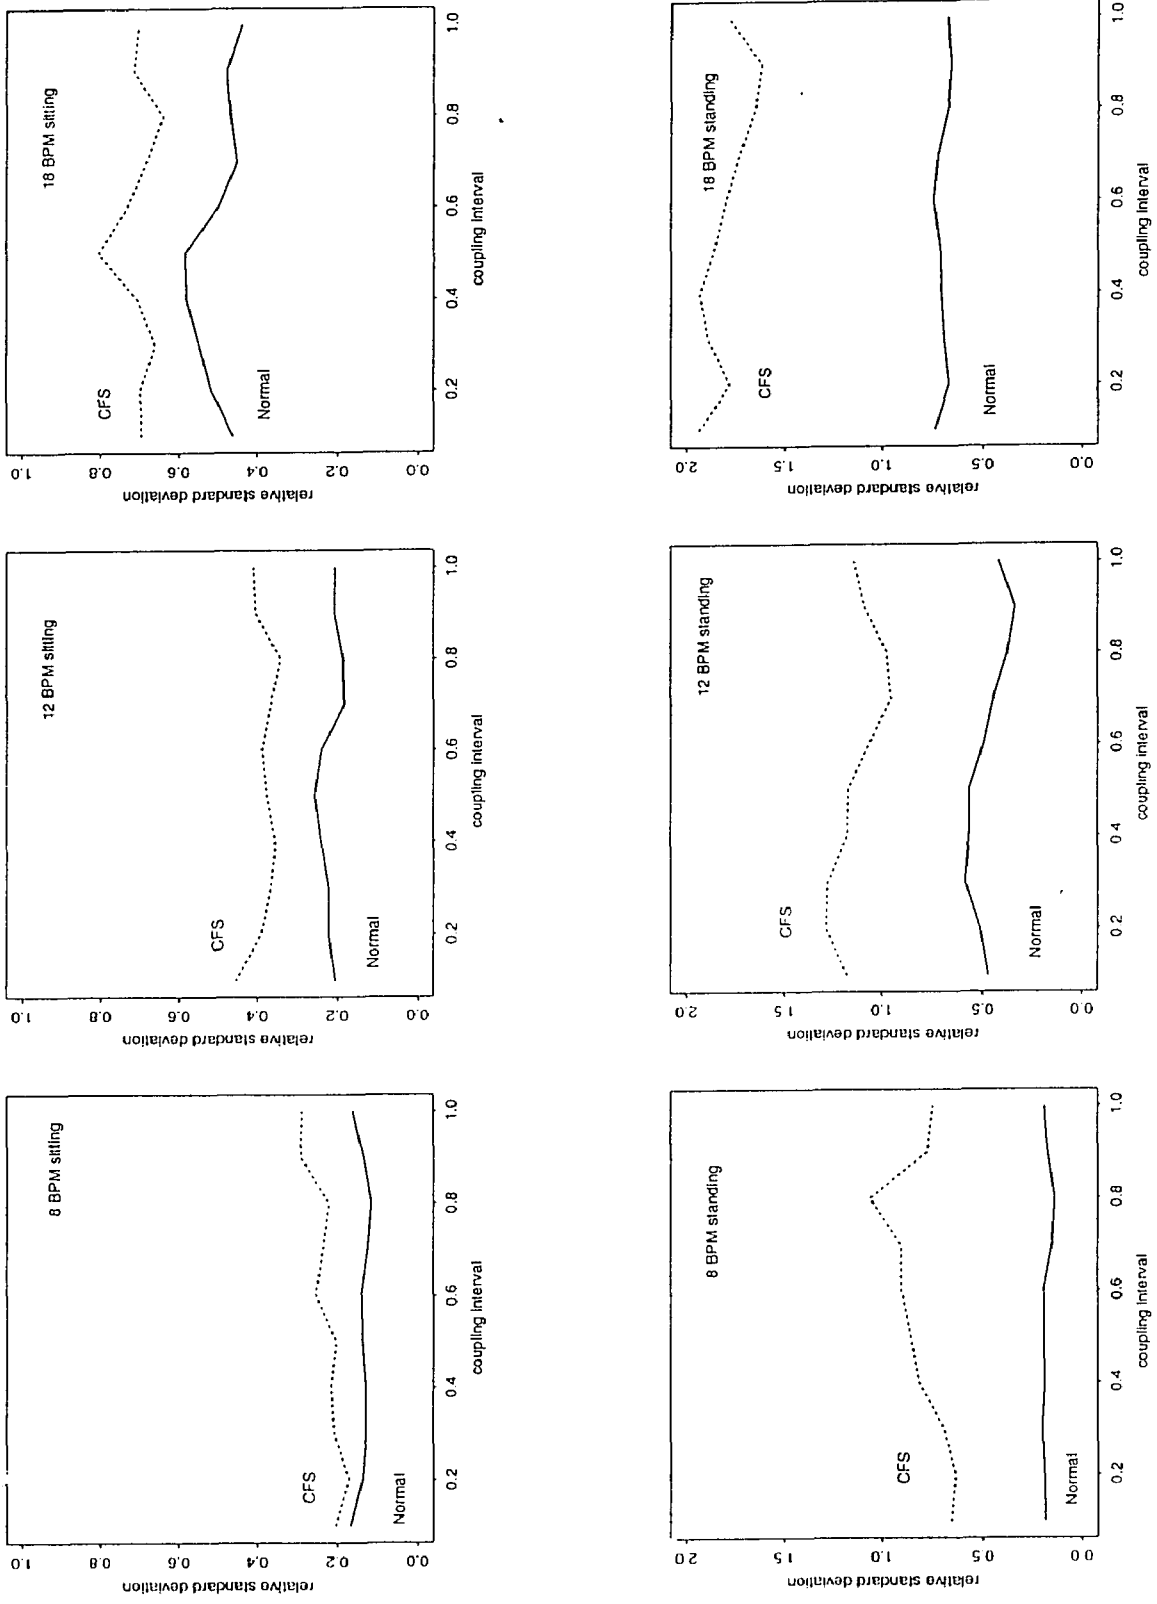 8 BPM sitting
CFS
Normal
relative standard deviation
0.0 0.2 0.4 0.6 0.8 1.0
0.2 0.4 0.6 0.8 1.0
coupling interval
12 BPM sitting
CFS
Normal
relative standard deviation
0.0 0.2 0.4 0.6 0.8 1.0
0.2 0.4 0.6 0.8 1.0
coupling interval
18 BPM sitting
CFS
Normal
relative standard deviation
0.0 0.2 0.4 0.6 0.8 1.0
0.2 0.4 0.6 0.8 1.0
coupling interval
8 BPM standing
CFS
Normal
relative standard deviation
0.0 0.5 1.0 1.5 2.0
0.2 0.4 0.6 0.8 1.0
coupling interval
12 BPM standing
CFS
Normal
relative standard deviation
0.0 0.5 1.0 1.5 2.0
0.2 0.4 0.6 0.8 1.0
coupling interval
18 BPM standing
CFS
Normal
relative standard deviation
0.0 0.5 1.0 1.5 2.0
0.2 0.4 0.6 0.8 1.0
coupling interval